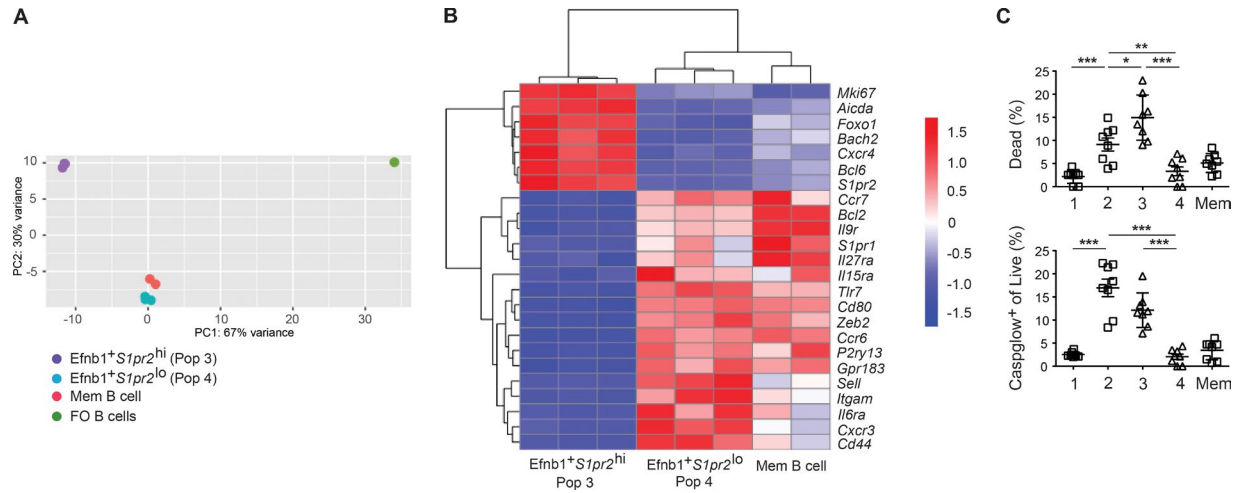 A
10
5
0
-5
PC2: 30% variance
-10
0
10
20
30
PC1: 67% variance
Efnb1+S1pr2hi (Pop 3)
Efnb1+S1pr2lo (Pop 4)
Mem B cell
FO B cells
B
Mki67
Aicda
Foxo1
Bach2
Cxcr4
Bcl6
S1pr2
Ccr7
Bcl2
Il9r
S1pr1
Il27ra
Il15ra
Tlr7
Cd80
Zeb2
Ccr6
P2ry13
Gpr183
Sell
Itgam
Il6ra
Cxcr3
Cd44
Efnb1+S1pr2hi
Pop 3
Efnb1+S1pr2lo
Pop 4
Mem B cell
1.5
1.0
0.5
0
-0.5
-1.0
-1.5
C
**
*** * ***
25
20
15
10
5
0
Dead (%)
1 2 3 4 Mem
***
*** ***
25
20
15
10
5
0
Caspglow+ of Live (%)
1 2 3 4 Mem